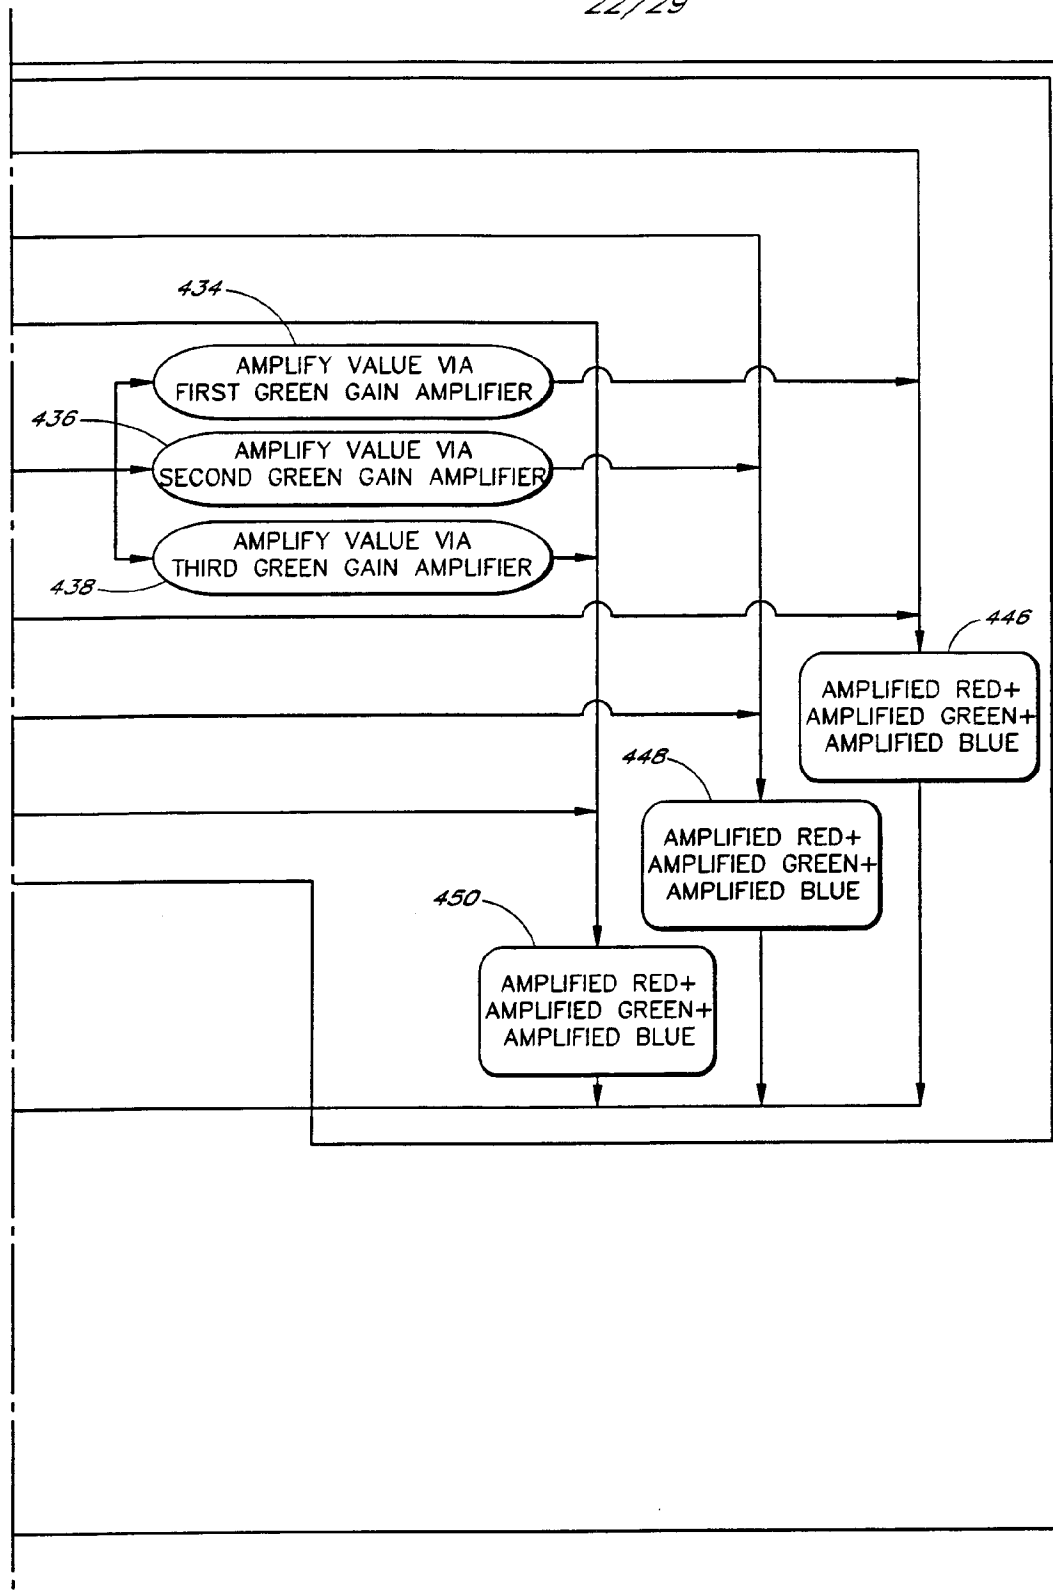 22/29
434
AMPLIFY VALUE VIA
FIRST GREEN GAIN AMPLIFIER
436
AMPLIFY VALUE VIA
SECOND GREEN GAIN AMPLIFIER
AMPLIFY VALUE VIA
THIRD GREEN GAIN AMPLIFIER
438
446
AMPLIFIED RED+
AMPLIFIED GREEN+
AMPLIFIED BLUE
448
AMPLIFIED RED+
AMPLIFIED GREEN+
AMPLIFIED BLUE
450
AMPLIFIED RED+
AMPLIFIED GREEN+
AMPLIFIED BLUE